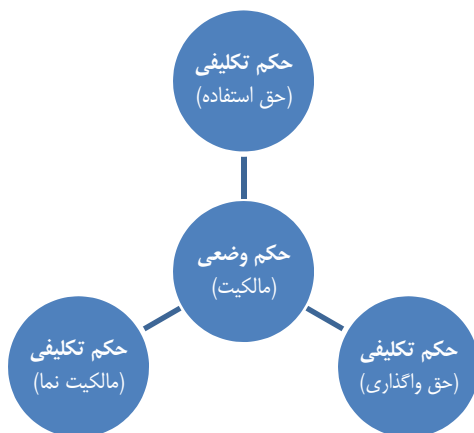 حکم تکلیفی
(حق استفاده)
حکم وضعی
(مالکیت)
حکم تکلیفی
(حق واگذاری)
حکم تکلیفی
(مالکیت نما)